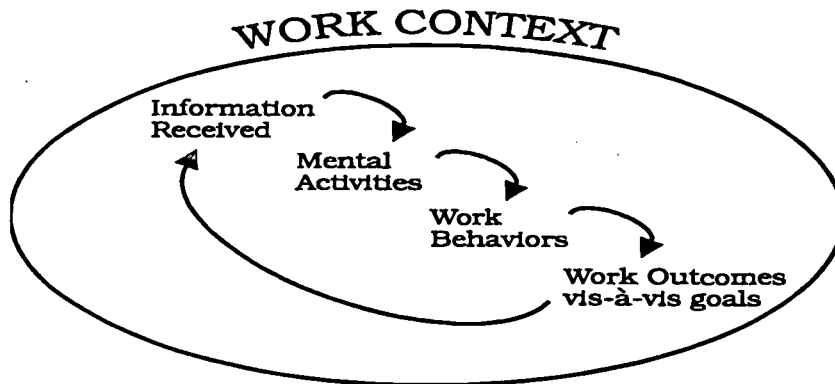 WORK CONTEXT
Information
Received
Mental
Activities
Work
Behaviors
Work Outcomes
vis-à-vis goals